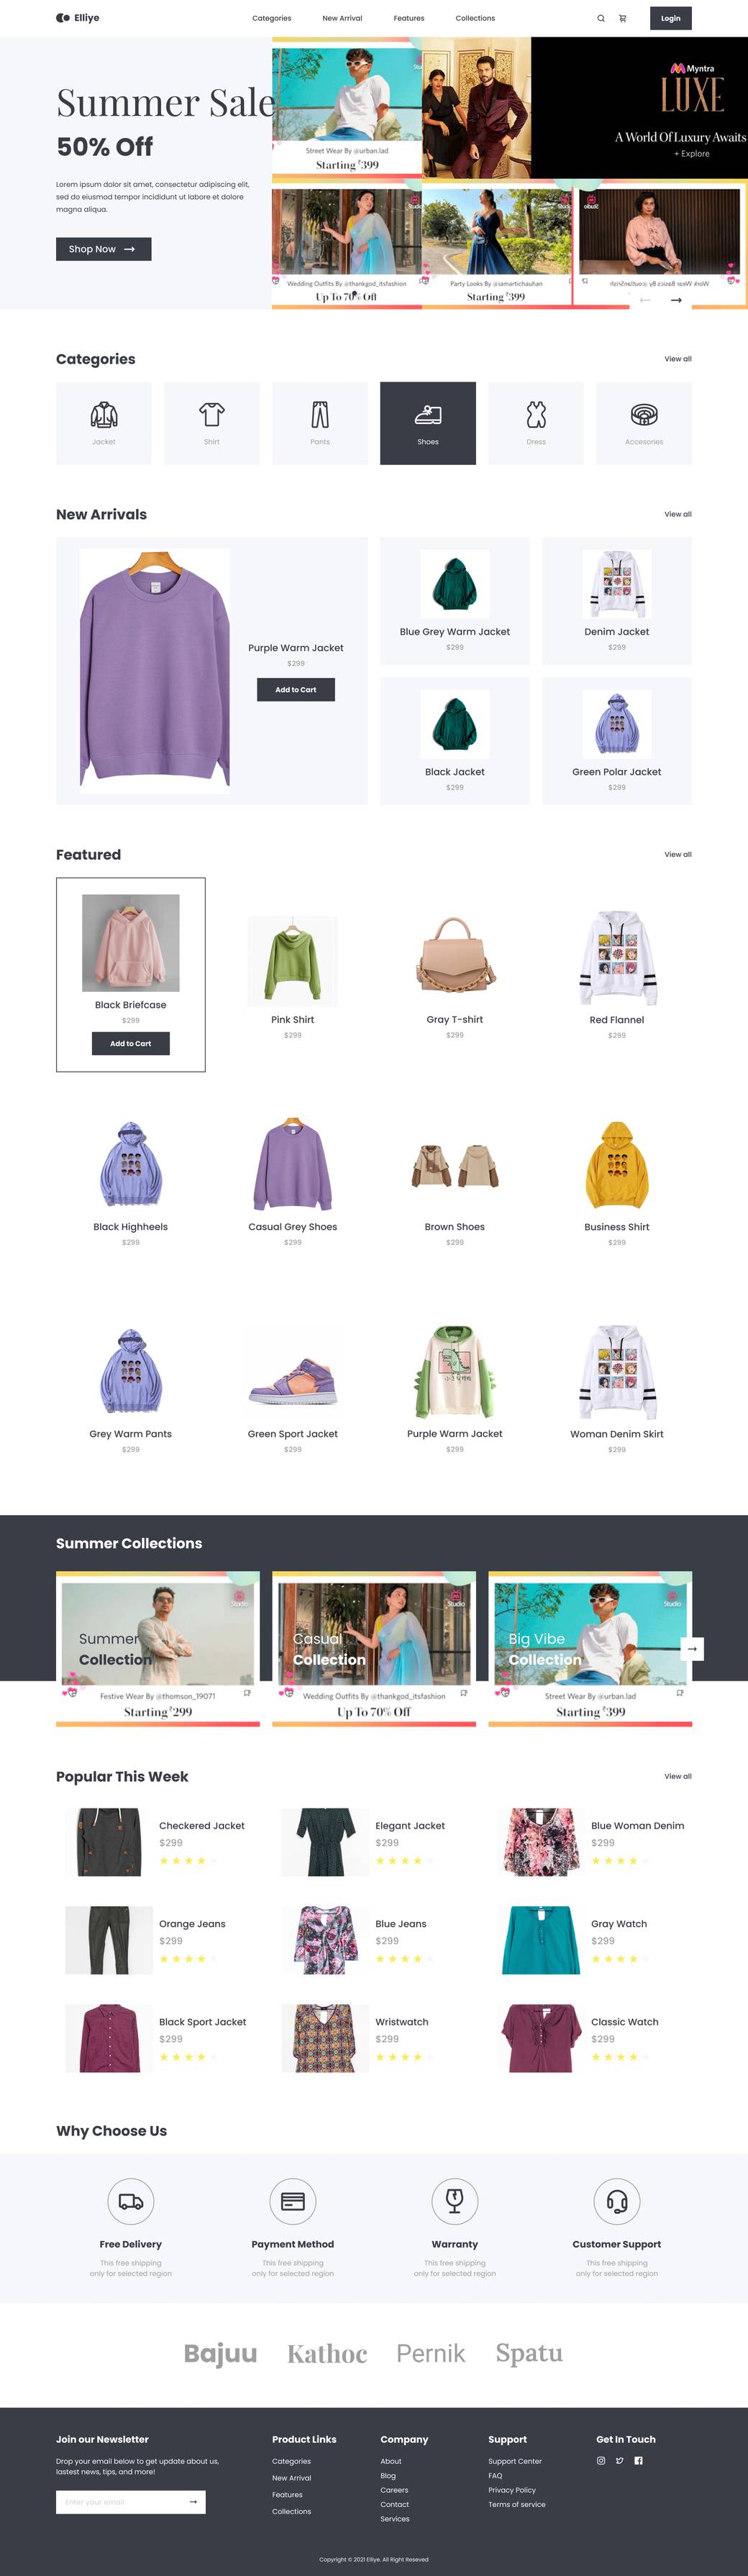 Elliye
Categories
New Arrival
Features
Collections
Login
Summer Sale
50% Off
Lorem ipsum dolor sit amet, consectetur adipiscing elit,
sed do eiusmod tempor incididunt ut labore et dolore
magna aliqua.
Shop Now
Street Wear By @urban.lad
Starting ₹399
Myntra
LUXE
A World Of Luxury Awaits
+ Explore
Wedding Outfits By @thankgod_itsfashion
Up To 70% Off
Party Looks By @iamartichauhan
Starting ₹399
Studio
Categories
View all
Jacket
Shirt
Pants
Shoes
Dress
Accesories
New Arrivals
View all
Purple Warm Jacket
$299
Add to Cart
Blue Grey Warm Jacket
$299
Denim Jacket
$299
Black Jacket
$299
Green Polar Jacket
$299
Featured
View all
Black Briefcase
$299
Add to Cart
Pink Shirt
$299
Gray T-shirt
$299
Red Flannel
$299
Black Highheels
$299
Casual Grey Shoes
$299
Brown Shoes
$299
Business Shirt
$299
Grey Warm Pants
$299
Green Sport Jacket
$299
Purple Warm Jacket
$299
Woman Denim Skirt
$299
Summer Collections
Studio
Summer
Collection
Festive Wear By @thomson_19071
Starting ₹299
Studio
Casual
Collection
Wedding Outfits By @thankgod_itsfashion
Up To 70% Off
Studio
Big Vibe
Collection
Street Wear By @urban.lad
Starting ₹399
Popular This Week
View all
Checkered Jacket
$299
Elegant Jacket
$299
Blue Woman Denim
$299
Orange Jeans
$299
Blue Jeans
$299
Gray Watch
$299
Black Sport Jacket
$299
Wristwatch
$299
Classic Watch
$299
Why Choose Us
Free Delivery
This free shipping
only for selected region
Payment Method
This free shipping
only for selected region
Warranty
This free shipping
only for selected region
Customer Support
This free shipping
only for selected region
Bajuu
Kathoc
Pernik
Spatu
Join our Newsletter
Drop your email below to get update about us,
lastest news, tips, and more!
Enter your email
Product Links
Categories
New Arrival
Features
Collections
Company
About
Blog
Careers
Contact
Services
Support
Support Center
FAQ
Privacy Policy
Terms of service
Get In Touch
Copyright © 2021 Elliye. All Right Reseved